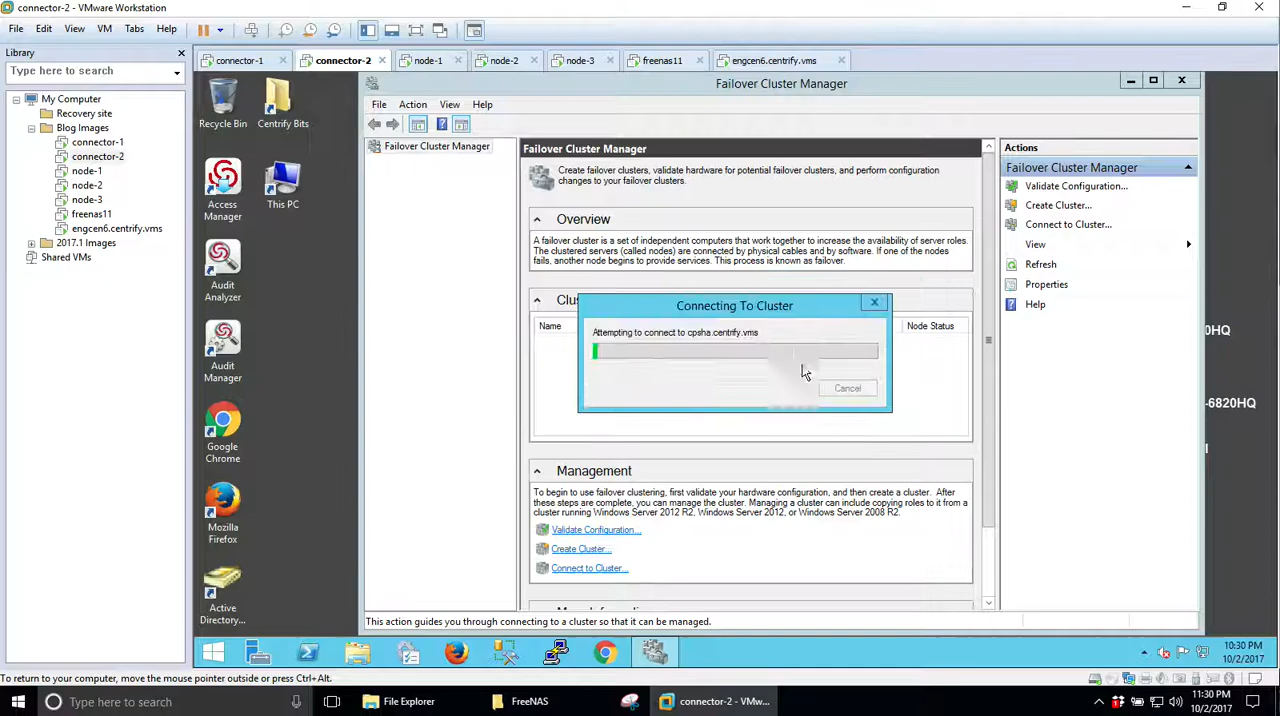 connector-2 - VMware Workstation
File Edit View VM Tabs Help
Library
Type here to search
My Computer
Recovery site
Blog Images
connector-1
connector-2
node-1
node-2
node-3
freenas11
engcen6.centrify.vms
2017.1 Images
Shared VMs
connector-1 connector-2 node-1 node-2 node-3 freenas11 engcen6.centrify.vms
Recycle Bin
Centrify Bits
Access Manager
This PC
Audit Analyzer
Audit Manager
Google Chrome
Mozilla Firefox
Active Directory...
Failover Cluster Manager
File Action View Help
Failover Cluster Manager
Failover Cluster Manager
Create failover clusters, validate hardware for potential failover clusters, and perform configuration
changes to your failover clusters.
Overview
A failover cluster is a set of independent computers that work together to increase the availability of server roles.
The clustered servers (called nodes) are connected by physical cables and by software. If one of the nodes
fails, another node begins to provide services. This process is known as failover.
Name
Node Status
Connecting To Cluster
Attempting to connect to cpsha.centrify.vms
Cancel
Management
To begin to use failover clustering, first validate your hardware configuration, and then create a cluster. After
these steps are complete, you can manage the cluster. Managing a cluster can include copying roles to it from a
cluster running Windows Server 2012 R2, Windows Server 2012, or Windows Server 2008 R2.
Validate Configuration...
Create Cluster...
Connect to Cluster...
This action guides you through connecting to a cluster so that it can be managed.
Actions
Failover Cluster Manager
Validate Configuration...
Create Cluster...
Connect to Cluster...
View
Refresh
Properties
Help
0HQ
-6820HQ
10:30 PM
10/2/2017
To return to your computer, move the mouse pointer outside or press Ctrl+Alt.
Type here to search
File Explorer
FreeNAS
connector-2 - VMw...
11:30 PM
10/2/2017